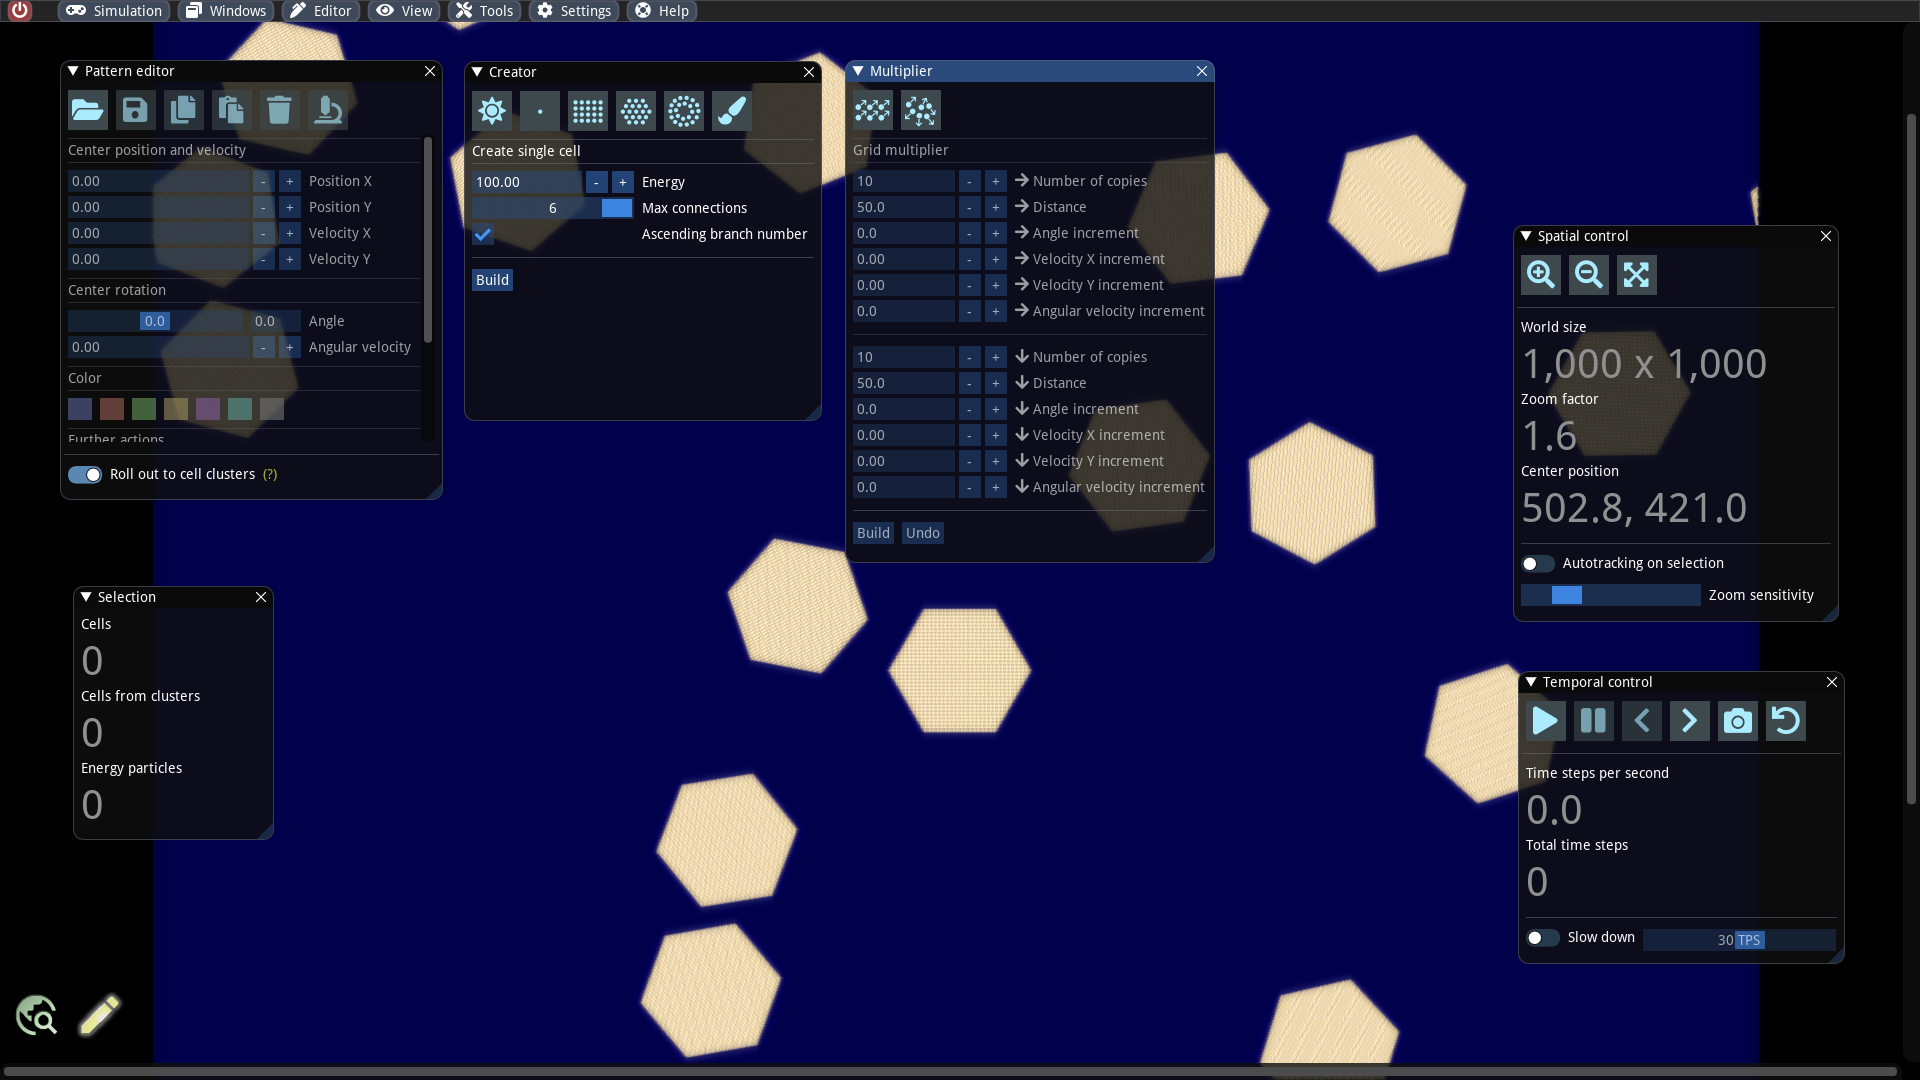 Simulation Windows Editor View Tools Settings Help
Pattern editor
Center position and velocity
0.00 - + Position X
0.00 - + Position Y
0.00 - + Velocity X
0.00 - + Velocity Y
Center rotation
0.0 0.0 Angle
0.00 - + Angular velocity
Color
Further actions
Roll out to cell clusters (?)
Creator
Create single cell
100.00 - + Energy
6 Max connections
Ascending branch number
Build
Multiplier
Grid multiplier
10 - + Number of copies
50.0 - + Distance
0.0 - + Angle increment
0.00 - + Velocity X increment
0.00 - + Velocity Y increment
0.0 - + Angular velocity increment
10 - + Number of copies
50.0 - + Distance
0.0 - + Angle increment
0.00 - + Velocity X increment
0.00 - + Velocity Y increment
0.0 - + Angular velocity increment
Build Undo
Spatial control
World size
1,000 x 1,000
Zoom factor
1.6
Center position
502.8, 421.0
Autotracking on selection
Zoom sensitivity
Selection
Cells
0
Cells from clusters
0
Energy particles
0
Temporal control
Time steps per second
0.0
Total time steps
0
Slow down 30 TPS